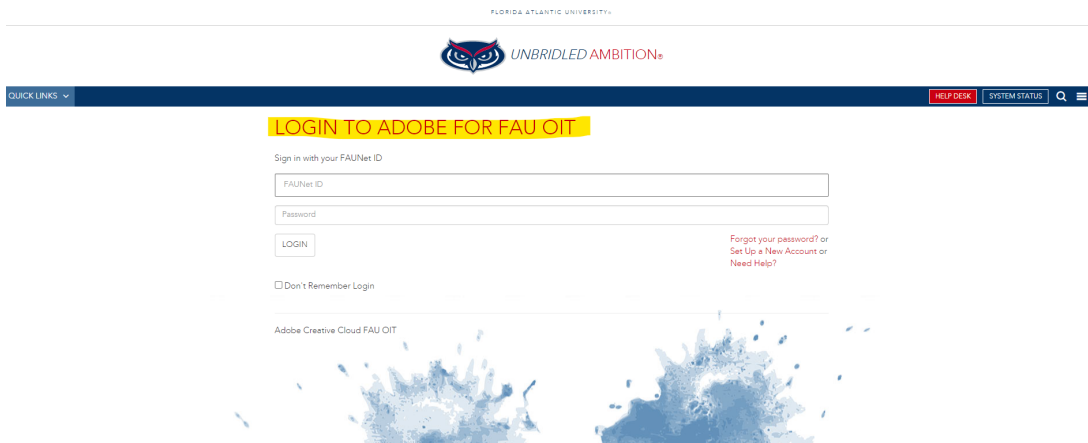 FLORIDA ATLANTIC UNIVERSITY®
UNBRIDLED AMBITION®
QUICK LINKS
HELP DESK
SYSTEM STATUS
LOGIN TO ADOBE FOR FAU OIT
Sign in with your FAUNet ID
FAUNet ID
Password
LOGIN
Forgot your password? or
Set Up a New Account or
Need Help?
Don't Remember Login
Adobe Creative Cloud FAU OIT